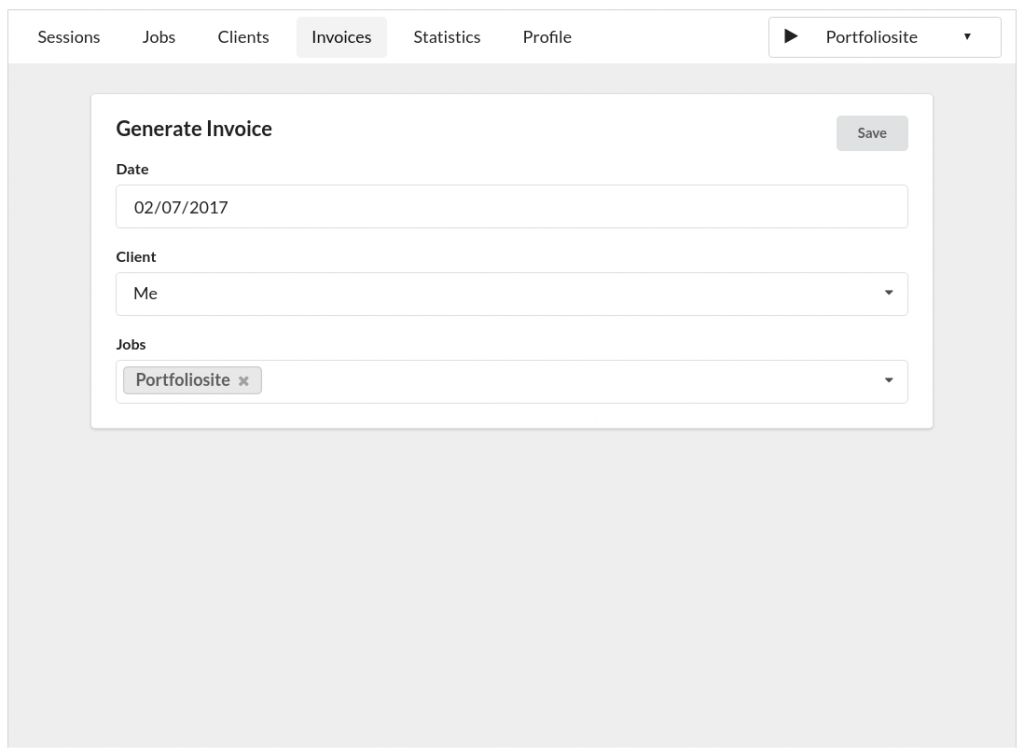 Sessions Jobs Clients Invoices Statistics Profile Portfoliosite
Generate Invoice
Save
Date
02/07/2017
Client
Me
Jobs
Portfoliosite